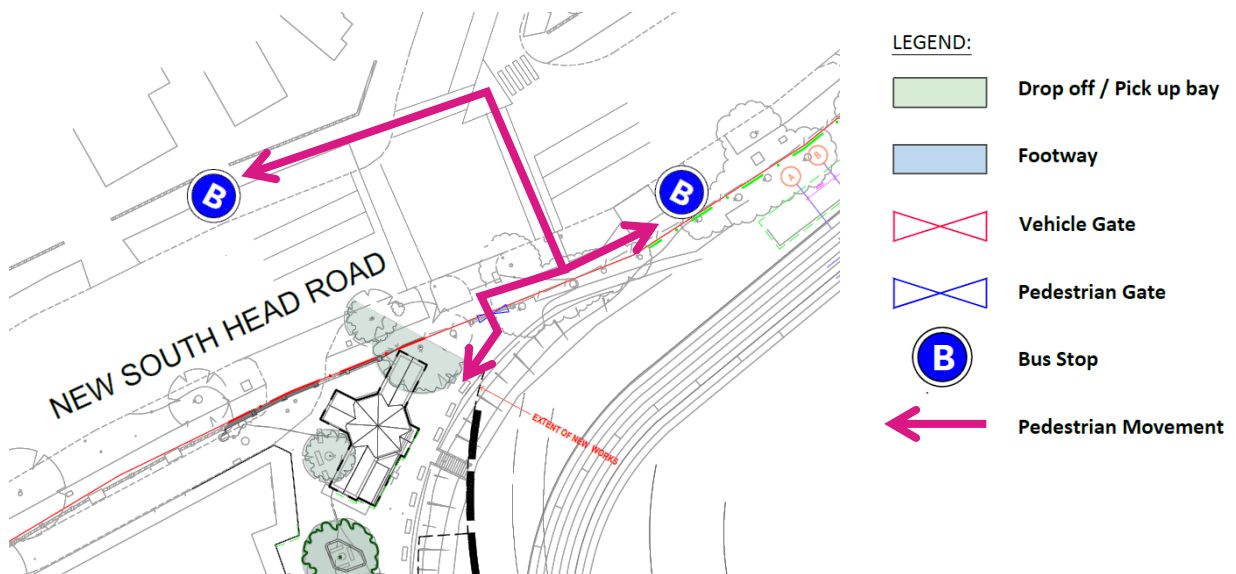 LEGEND:
Drop off / Pick up bay
Footway
Vehicle Gate
Pedestrian Gate
B
Bus Stop
Pedestrian Movement
B
B
A
B
NEW SOUTH HEAD ROAD
EXTENT OF NEW WORKS